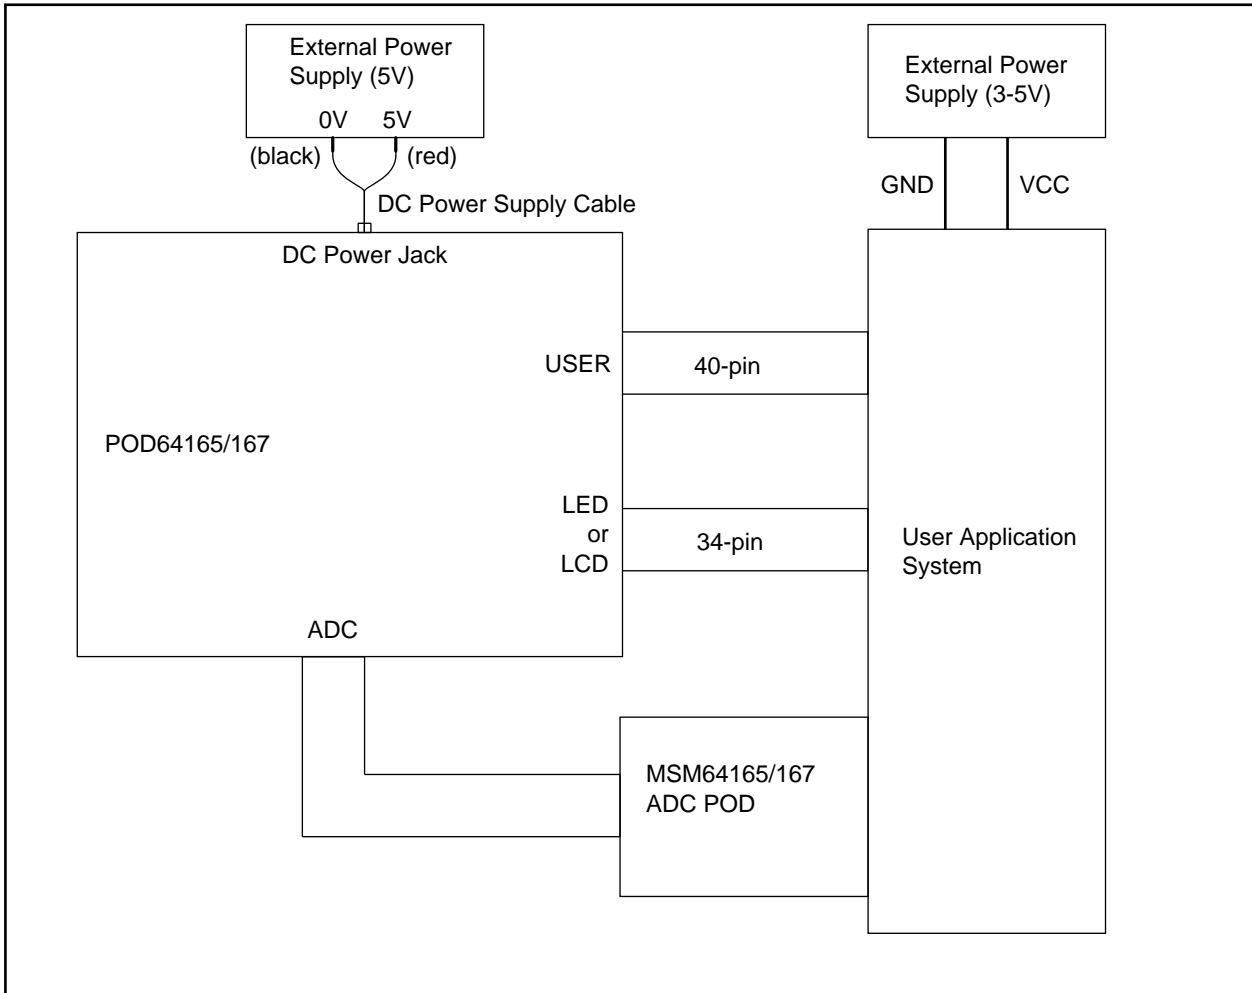 External Power
Supply (5V)
0V 5V
(black) (red)
DC Power Supply Cable
DC Power Jack
External Power
Supply (3-5V)
GND VCC
USER
40-pin
POD64165/167
LED
or
LCD
34-pin
User Application
System
ADC
MSM64165/167
ADC POD